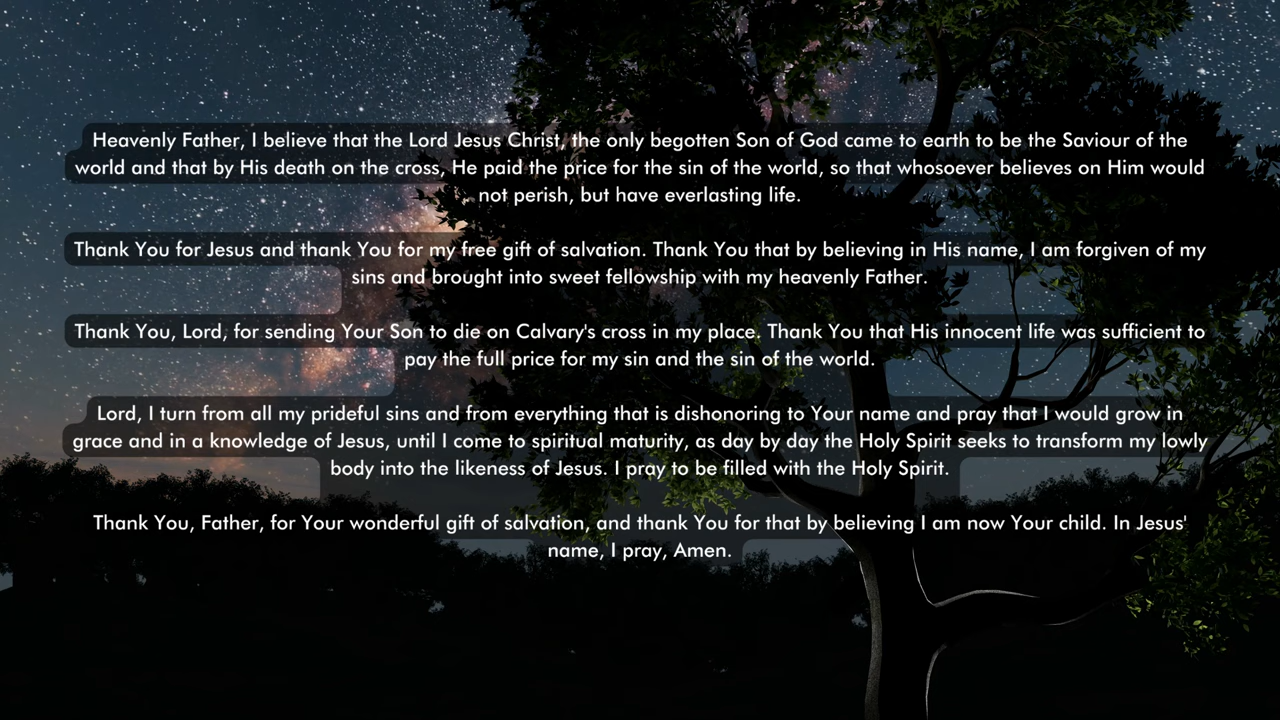 Heavenly Father, I believe that the Lord Jesus Christ, the only begotten Son of God came to earth to be the Saviour of the
world and that by His death on the cross, He paid the price for the sin of the world, so that whosoever believes on Him would
not perish, but have everlasting life.
Thank You for Jesus and thank You for my free gift of salvation. Thank You that by believing in His name, I am forgiven of my
sins and brought into sweet fellowship with my heavenly Father.
Thank You, Lord, for sending Your Son to die on Calvary's cross in my place. Thank You that His innocent life was sufficient to
pay the full price for my sin and the sin of the world.
Lord, I turn from all my prideful sins and from everything that is dishonoring to Your name and pray that I would grow in
grace and in a knowledge of Jesus, until I come to spiritual maturity, as day by day the Holy Spirit seeks to transform my lowly
body into the likeness of Jesus. I pray to be filled with the Holy Spirit.
Thank You, Father, for Your wonderful gift of salvation, and thank You for that by believing I am now Your child. In Jesus'
name, I pray, Amen.